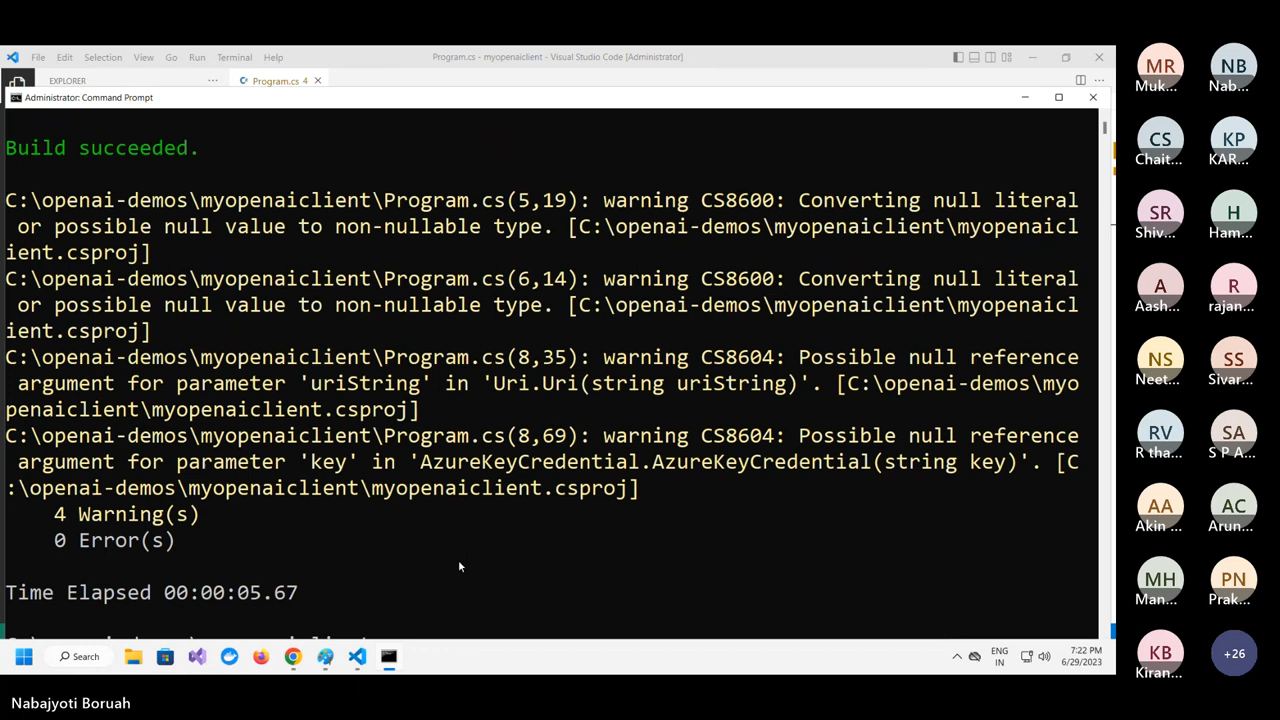 File Edit Selection View Go Run Terminal Help
Program.cs - myopenaiclient - Visual Studio Code [Administrator]
EXPLORER
Program.cs 4
Administrator: Command Prompt
Build succeeded.
C:\openai-demos\myopenaiclient\Program.cs(5,19): warning CS8600: Converting null literal
or possible null value to non-nullable type. [C:\openai-demos\myopenaiclient\myopenaicl
ient.csproj]
C:\openai-demos\myopenaiclient\Program.cs(6,14): warning CS8600: Converting null literal
or possible null value to non-nullable type. [C:\openai-demos\myopenaiclient\myopenaicl
ient.csproj]
C:\openai-demos\myopenaiclient\Program.cs(8,35): warning CS8604: Possible null reference
argument for parameter 'uriString' in 'Uri.Uri(string uriString)'. [C:\openai-demos\myo
penaiclient\myopenaiclient.csproj]
C:\openai-demos\myopenaiclient\Program.cs(8,69): warning CS8604: Possible null reference
argument for parameter 'key' in 'AzureKeyCredential.AzureKeyCredential(string key)'. [C
:\openai-demos\myopenaiclient\myopenaiclient.csproj]
4 Warning(s)
0 Error(s)
Time Elapsed 00:00:05.67
Search
ENG
IN
7:22 PM
6/29/2023
Nabajyoti Boruah
MR
Muk...
NB
Nab...
CS
Chait...
KP
KAR...
SR
Shiv...
H
Ham...
A
Aash...
R
rajan...
NS
Neet...
SS
Sivar...
RV
R tha...
SA
S P A...
AA
Akin ...
AC
Arun...
MH
Man...
PN
Prak...
KB
Kiran...
+26